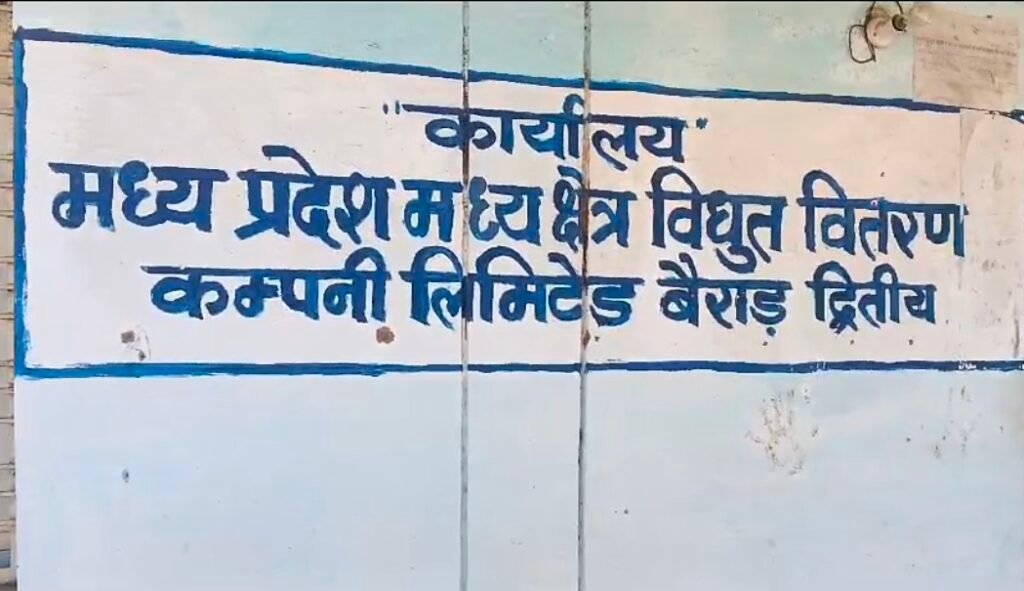 "कार्यालय"
मध्य प्रदेश मध्य क्षेत्र विधुत वितरण
कम्पनी लिमिटेड बैराड़ द्रितीय